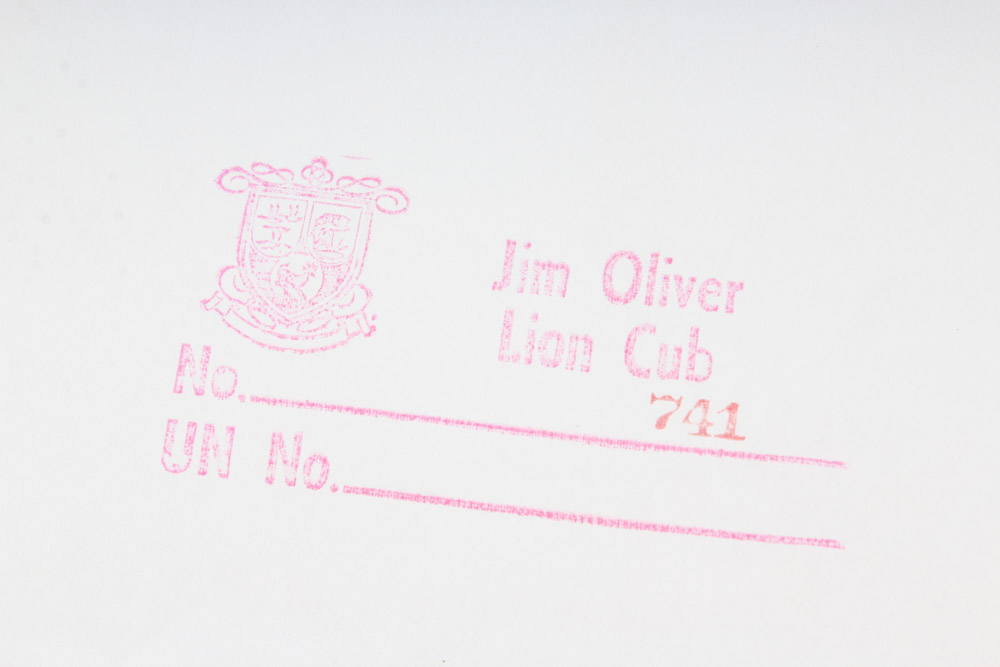 Jim Oliver
Lion Cub
No. 741
UN No.